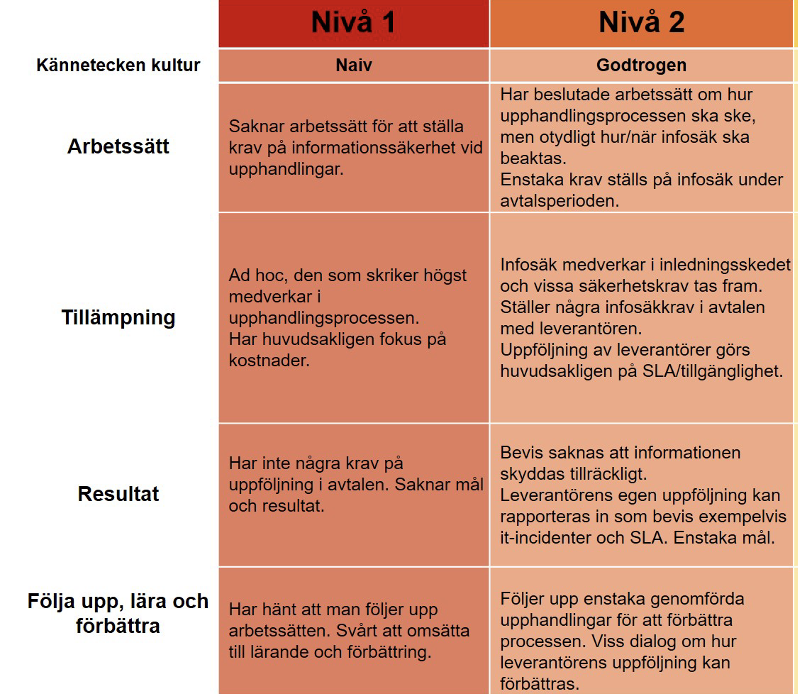 Nivå 1
Nivå 2
Kännetecken kultur
Naiv
Godtrogen
Arbetssätt
Saknar arbetssätt för att ställa
krav på informationssäkerhet vid
upphandlingar.
Har beslutade arbetssätt om hur
upphandlingsprocessen ska ske,
men otydligt hur/när infosäk ska
beaktas.
Enstaka krav ställs på infosäk under
avtalsperioden.
Tillämpning
Ad hoc, den som skriker högst
medverkar i
upphandlingsprocessen.
Har huvudsakligen fokus på
kostnader.
Infosäk medverkar i inledningsskedet
och vissa säkerhetskrav tas fram.
Ställer några infosäkkrav i avtalen
med leverantören.
Uppföljning av leverantörer görs
huvudsakligen på SLA/tillgänglighet.
Resultat
Har inte några krav på
uppföljning i avtalen. Saknar mål
och resultat.
Bevis saknas att informationen
skyddas tillräckligt.
Leverantörens egen uppföljning kan
rapporteras in som bevis exempelvis
it-incidenter och SLA. Enstaka mål.
Följa upp, lära och
förbättra
Har hänt att man följer upp
arbetssätten. Svårt att omsätta
till lärande och förbättring.
Följer upp enstaka genomförda
upphandlingar för att förbättra
processen. Viss dialog om hur
leverantörens uppföljning kan
förbättras.